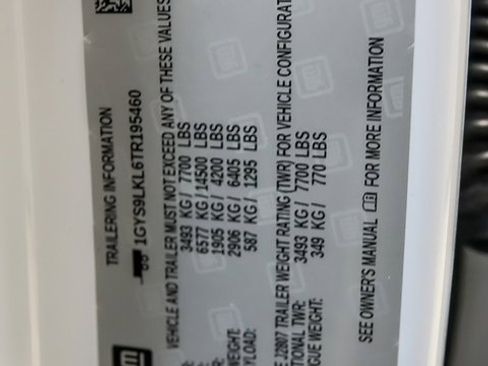 TRAILERING INFORMATION
1GYS9LKL6TR195460
VEHICLE AND TRAILER MUST NOT EXCEED ANY OF THESE VALUES
3493 KG/ 7700 LBS
6577 KG/ 14500 LBS
1905 KG/ 4200 LBS
WEIGHT: 2906 KG/ 6405 LBS
YLOAD: 587 KG/ 1295 LBS
E J2807 TRAILER WEIGHT RATING (TWR) FOR VEHICLE CONFIGURAT
TIONAL TWR: 3493 KG/ 7700 LBS
GUE WEIGHT: 349 KG/ 770 LBS
SEE OWNER'S MANUAL FOR MORE INFORMATION
gm